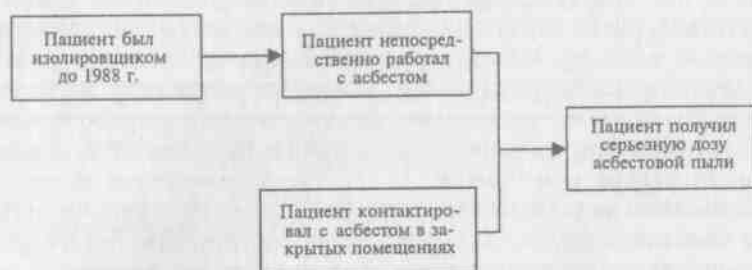 Пациент был
изолировщиком
до 1988 г.
Пациент непосред-
ственно работал
с асбестом
Пациент получил
серьезную дозу
асбестовой пыли
Пациент контактиро-
вал с асбестом в за-
крытых помещениях